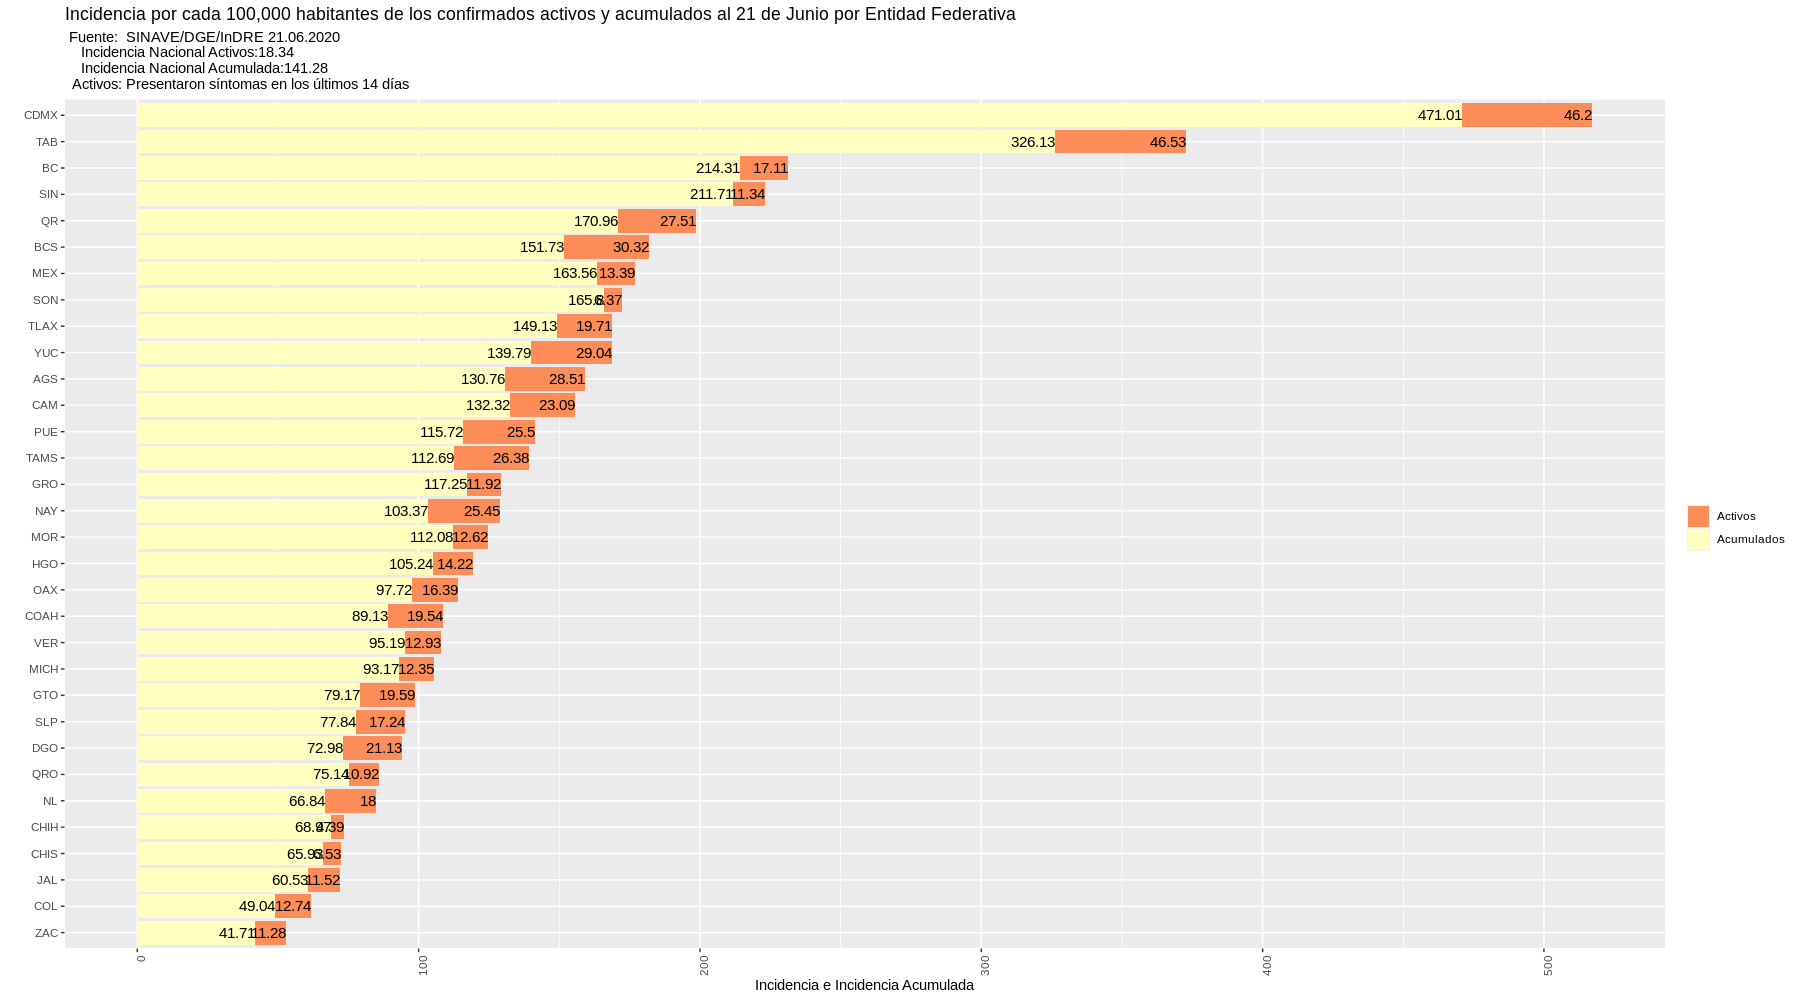 Incidencia por cada 100,000 habitantes de los confirmados activos y acumulados al 21 de Junio por Entidad Federativa
Fuente: SINAVE/DGE/InDRE 21.06.2020
Incidencia Nacional Activos:18.34
Incidencia Nacional Acumulada:141.28
Activos: Presentaron síntomas en los últimos 14 días
CDMX 471.01 46.2
TAB 326.13 46.53
BC 214.31 17.11
SIN 211.71 11.34
QR 170.96 27.51
BCS 151.73 30.32
MEX 163.56 13.39
SON
TLAX 149.13 19.71
YUC 139.79 29.04
AGS 130.76 28.51
CAM 132.32 23.09
PUE 115.72 25.5
TAMS 112.69 26.38
GRO 117.25 11.92
NAY 103.37 25.45
MOR 112.08 12.62
HGO 105.24 14.22
OAX 97.72 16.39
COAH 89.13 19.54
VER 95.19 12.93
MICH 93.17 12.35
GTO 79.17 19.59
SLP 77.84 17.24
DGO 72.98 21.13
QRO 75.14 10.92
NL 66.84 18
CHIH 68.97 4.39
CHIS 65.93 6.53
JAL 60.53 11.52
COL 49.04 12.74
ZAC 41.71 11.28
Activos
Acumulados
0 100 200 300 400 500
Incidencia e Incidencia Acumulada